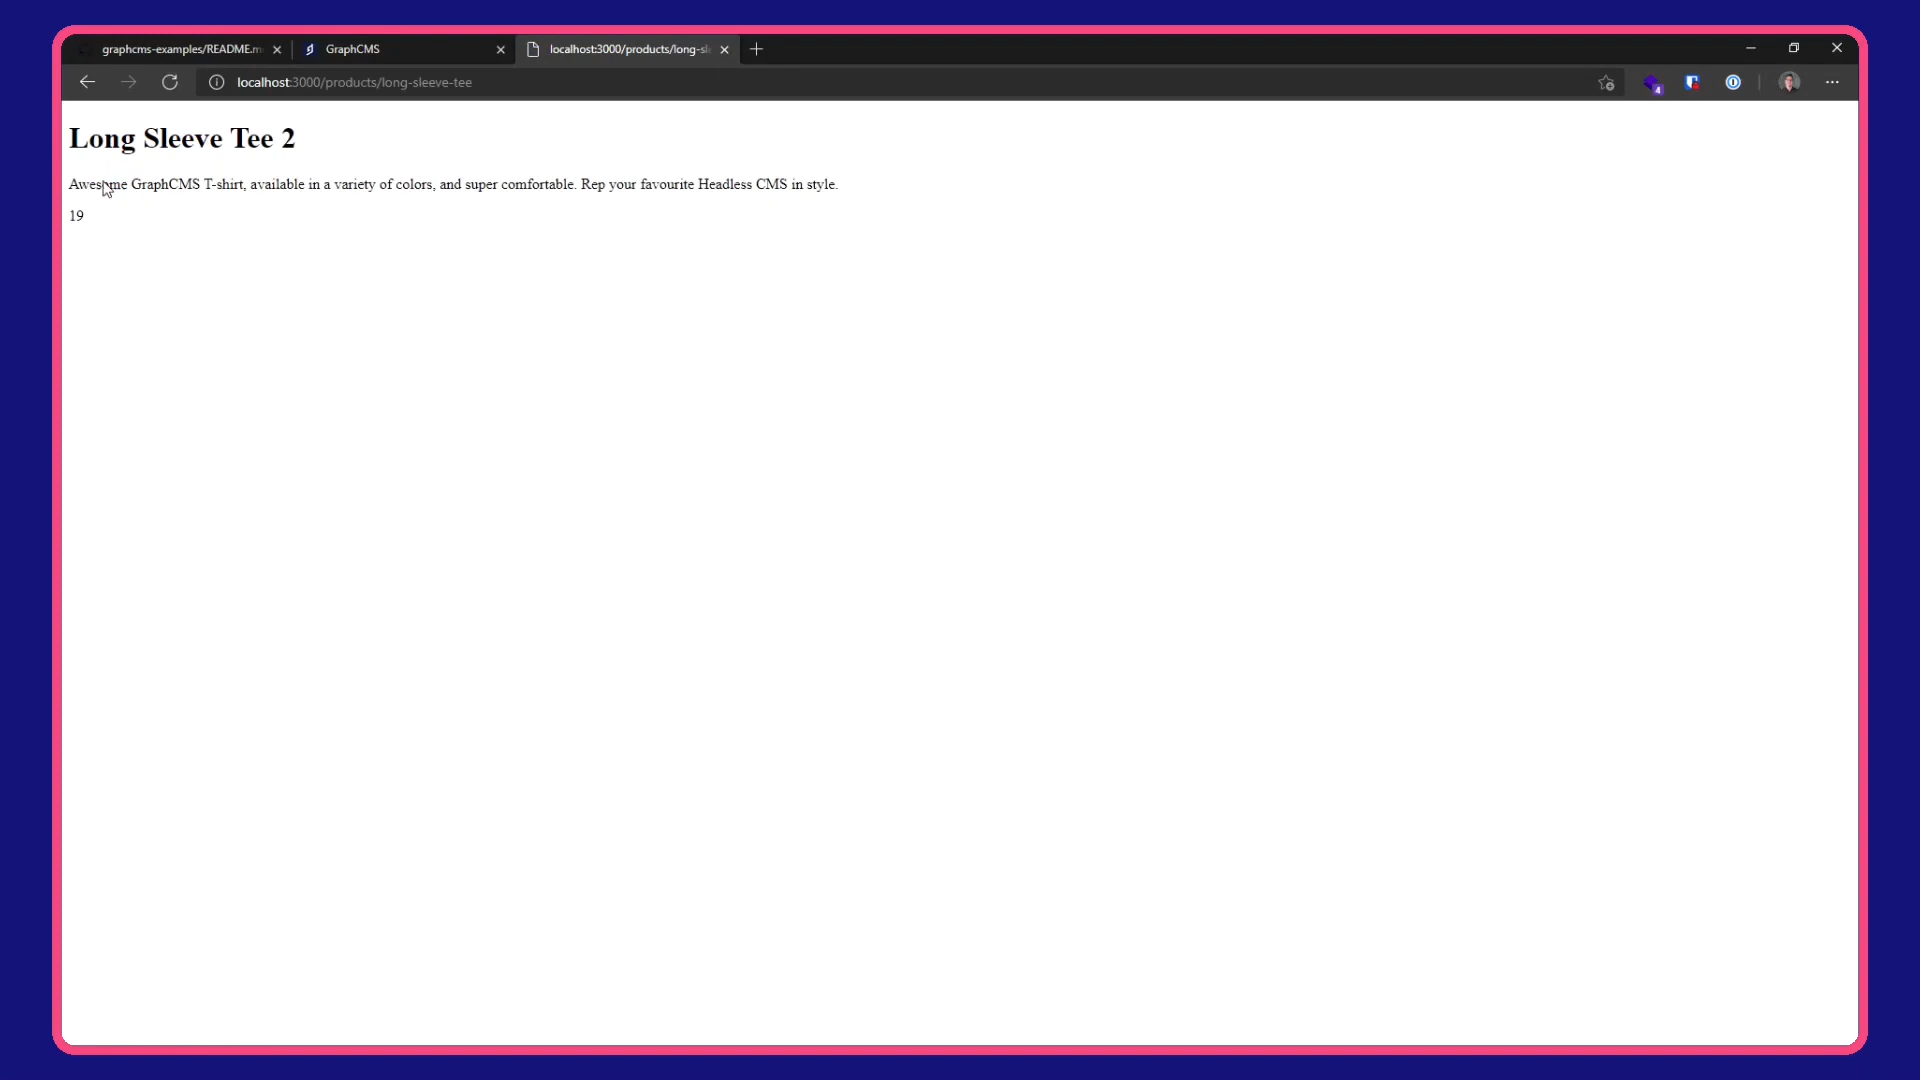 graphcms-examples/README.m
GraphCMS
localhost:3000/products/long-sl
localhost:3000/products/long-sleeve-tee
4
Long Sleeve Tee 2
Awesome GraphCMS T-shirt, available in a variety of colors, and super comfortable. Rep your favourite Headless CMS in style.
19